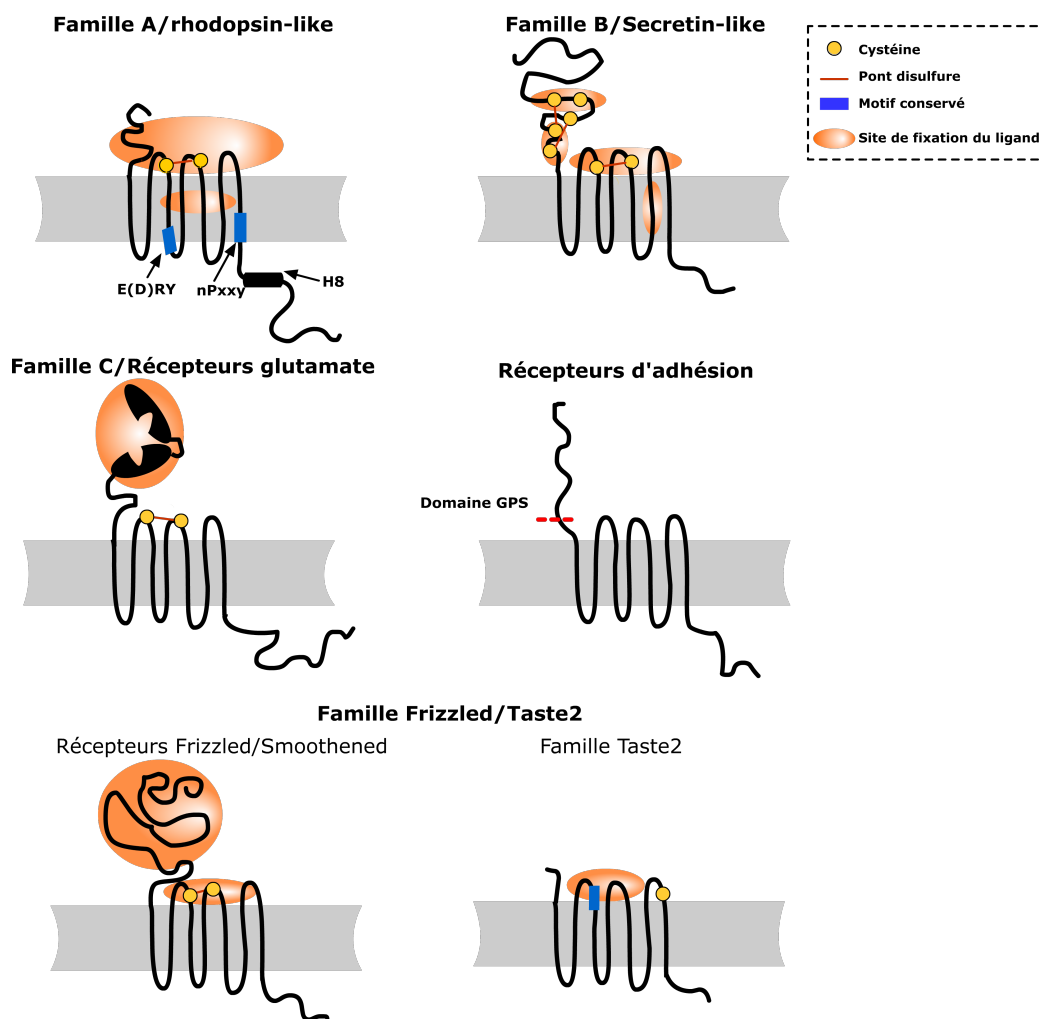 Famille A/rhodopsin-like
Famille B/Secretin-like
Cystéine
Pont disulfure
Motif conservé
Site de fixation du ligand
E(D)RY
nPxxy
H8
Famille C/Récepteurs glutamate
Récepteurs d'adhésion
Domaine GPS
Famille Frizzled/Taste2
Récepteurs Frizzled/Smoothened
Famille Taste2